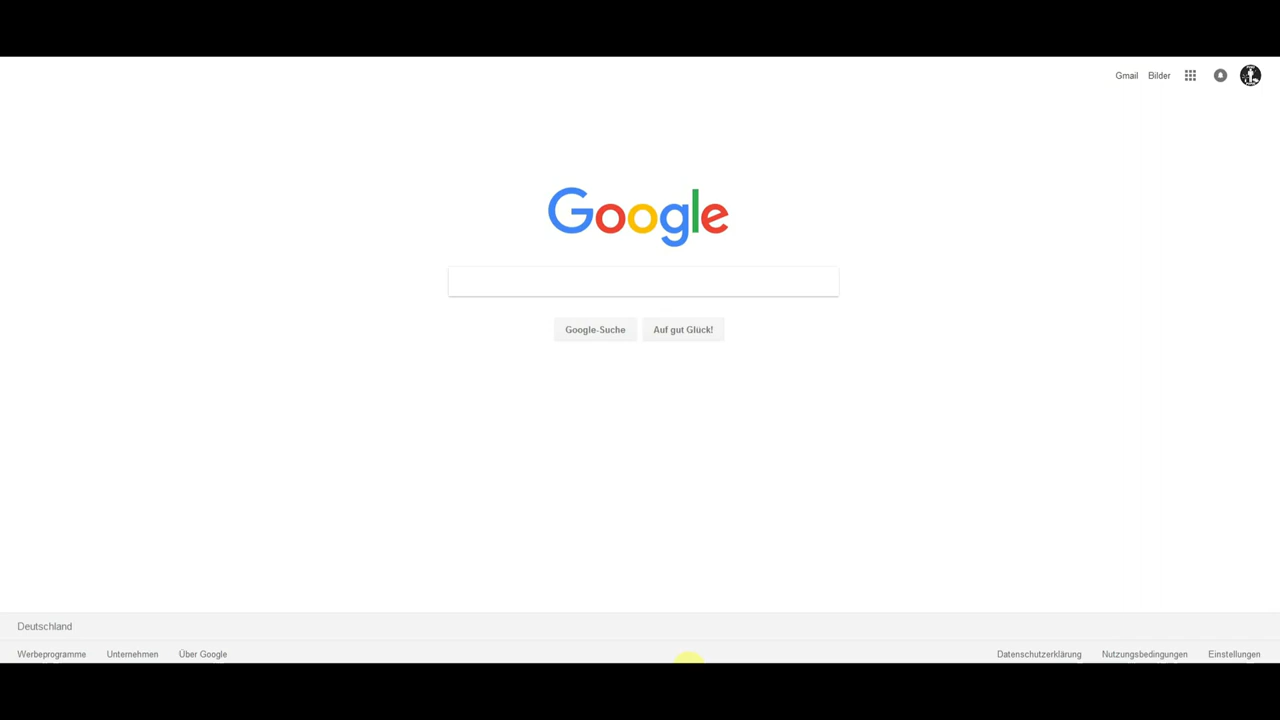 Gmail Bilder
Google
Google-Suche Auf gut Glück!
Deutschland
Werbeprogramme Unternehmen Über Google Datenschutzerklärung Nutzungsbedingungen Einstellungen